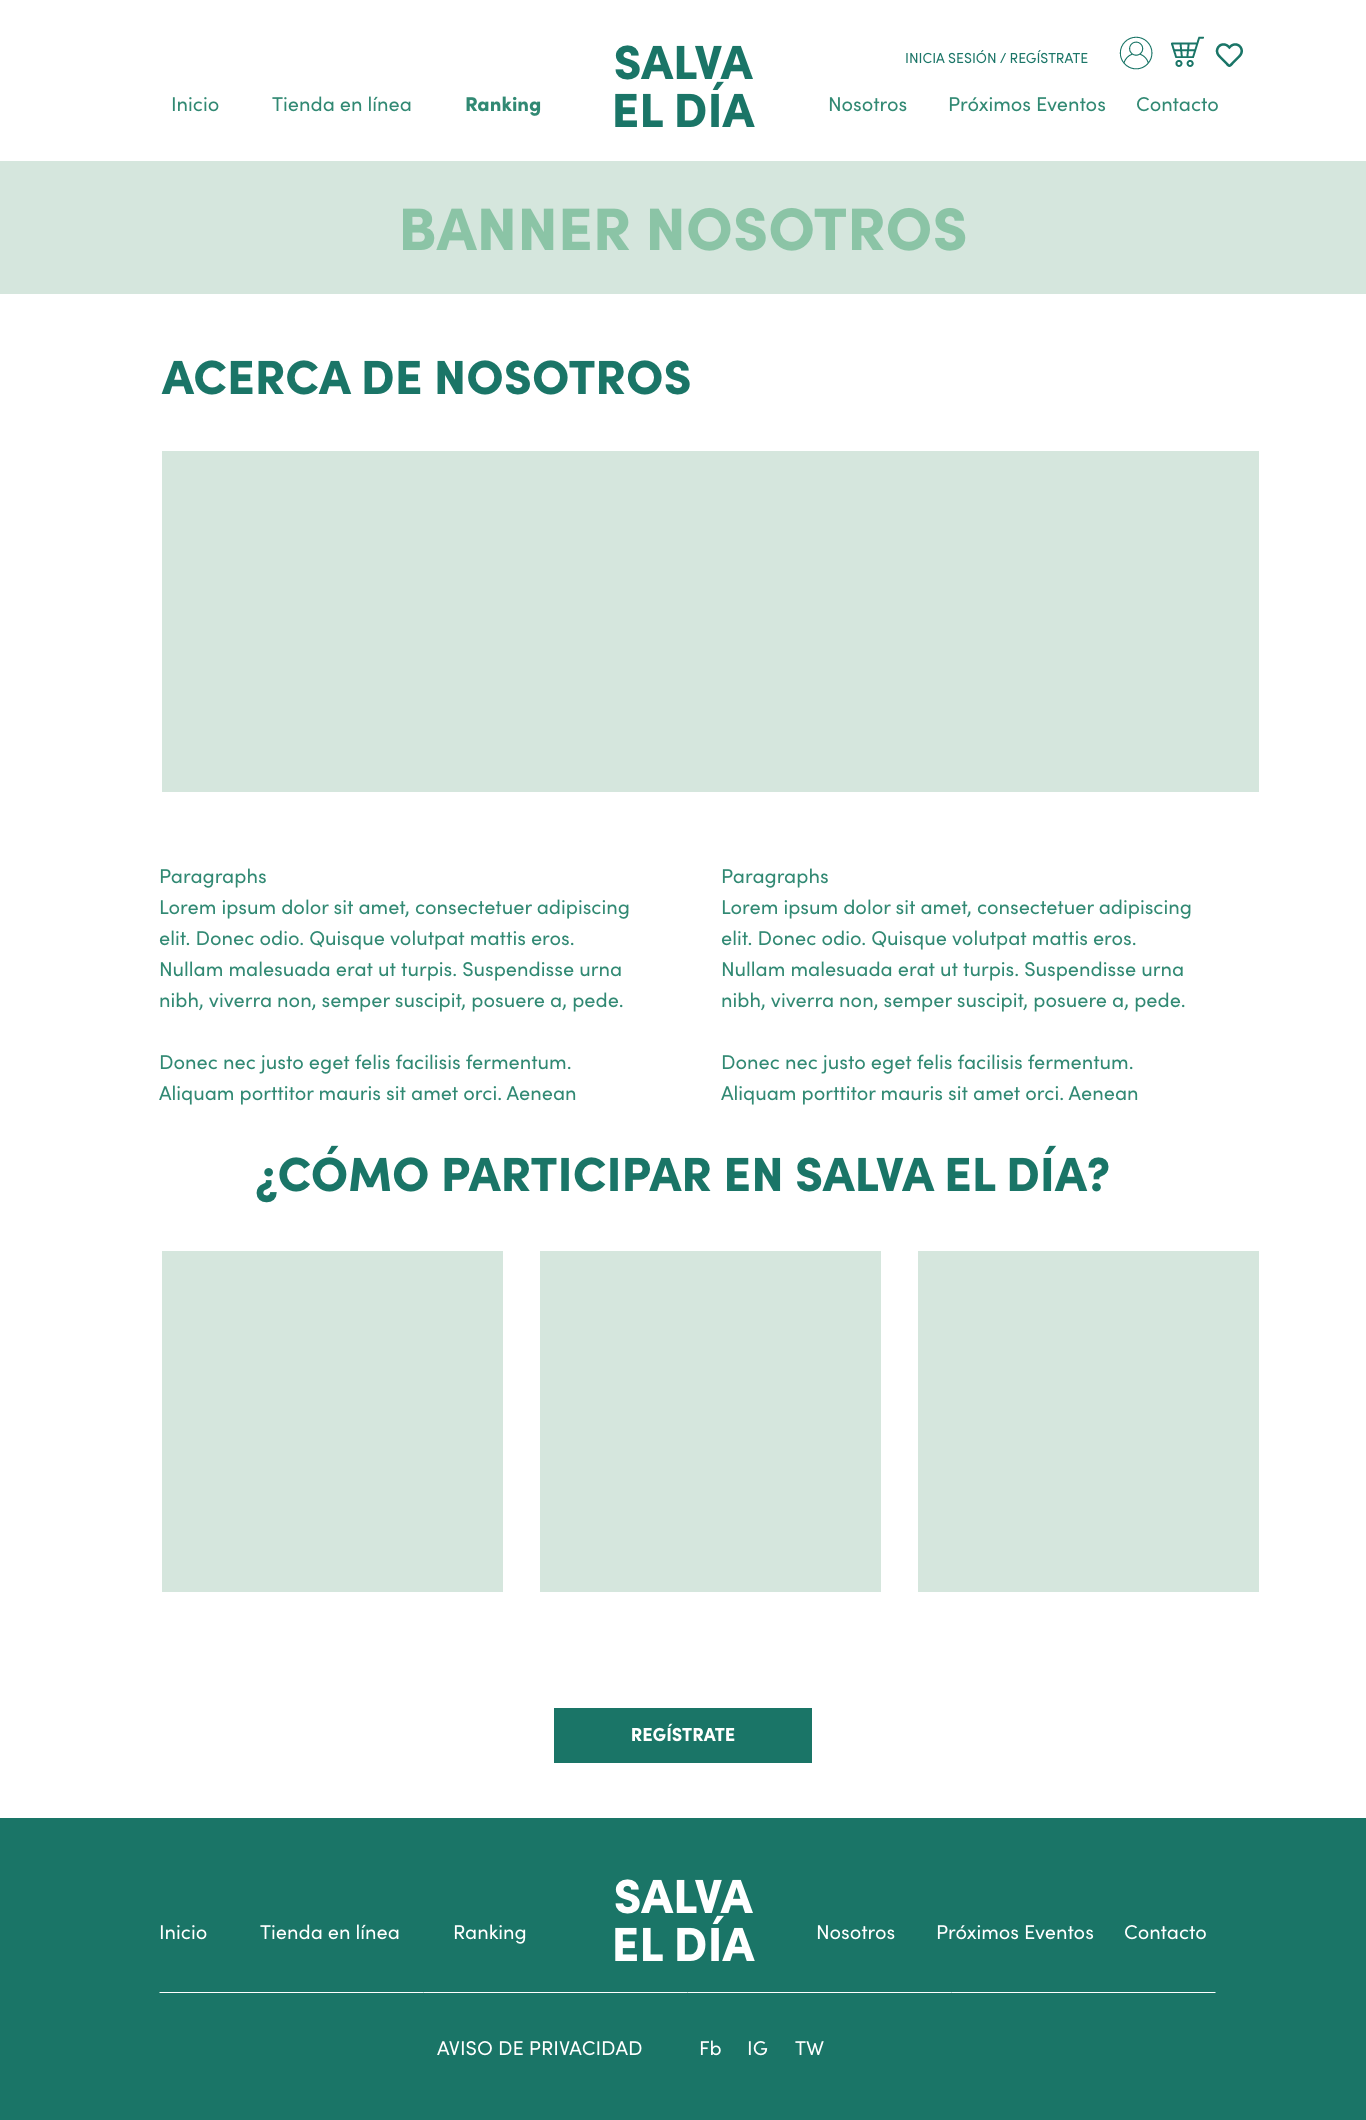 INICIA SESIÓN / REGÍSTRATE
Inicio
Tienda en línea
Ranking
SALVA
EL DÍA
Nosotros
Próximos Eventos
Contacto
BANNER NOSOTROS
ACERCA DE NOSOTROS
Paragraphs
Lorem ipsum dolor sit amet, consectetuer adipiscing
elit. Donec odio. Quisque volutpat mattis eros.
Nullam malesuada erat ut turpis. Suspendisse urna
nibh, viverra non, semper suscipit, posuere a, pede.
Donec nec justo eget felis facilisis fermentum.
Aliquam porttitor mauris sit amet orci. Aenean
Paragraphs
Lorem ipsum dolor sit amet, consectetuer adipiscing
elit. Donec odio. Quisque volutpat mattis eros.
Nullam malesuada erat ut turpis. Suspendisse urna
nibh, viverra non, semper suscipit, posuere a, pede.
Donec nec justo eget felis facilisis fermentum.
Aliquam porttitor mauris sit amet orci. Aenean
¿CÓMO PARTICIPAR EN SALVA EL DÍA?
REGÍSTRATE
Inicio
Tienda en línea
Ranking
SALVA
EL DÍA
Nosotros
Próximos Eventos
Contacto
AVISO DE PRIVACIDAD
Fb
IG
TW